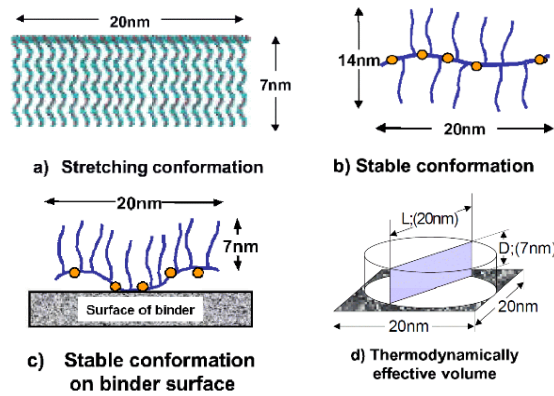 20nm
7nm
a) Stretching conformation
14nm
20nm
b) Stable conformation
20nm
7nm
Surface of binder
c) Stable conformation
on binder surface
L;(20nm)
D;(7nm)
20nm
20nm
d) Thermodynamically
effective volume